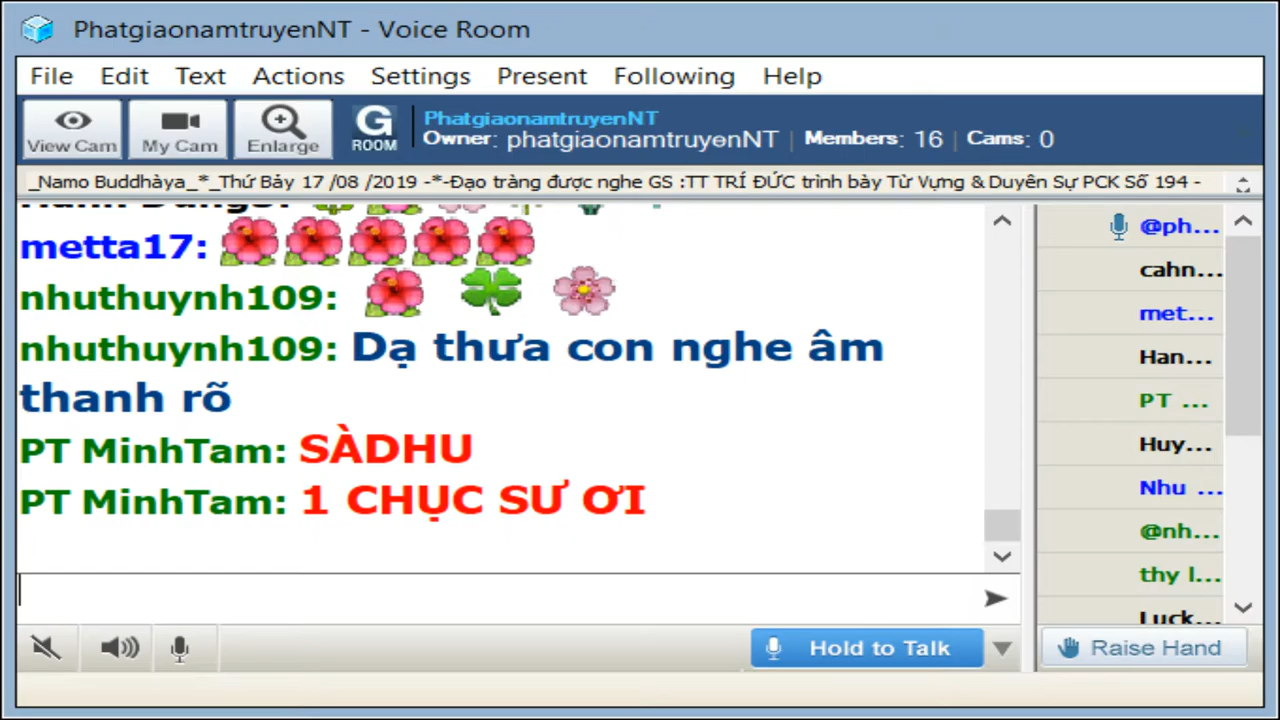 PhatgiaonamtruyenNT - Voice Room
File Edit Text Actions Settings Present Following Help
View Cam My Cam Enlarge G ROOM
PhatgiaonamtruyenNT
Owner: phatgiaonamtruyenNT | Members: 16 | Cams: 0
_Namo Buddhàya_*_Thứ Bảy 17 /08 /2019 -*-Đạo tràng được nghe GS :TT TRÍ ĐỨC trình bày Từ Vựng & Duyên Sự PCK Số 194 -
metta17:
nhuthuynh109:
nhuthuynh109: Dạ thưa con nghe âm
thanh rõ
PT MinhTam: SÀDHU
PT MinhTam: 1 CHỤC SƯ ƠI
@ph...
cahn...
met...
Han...
PT ...
Huy...
Nhu ...
@nh...
thy l...
Luck...
Hold to Talk
Raise Hand